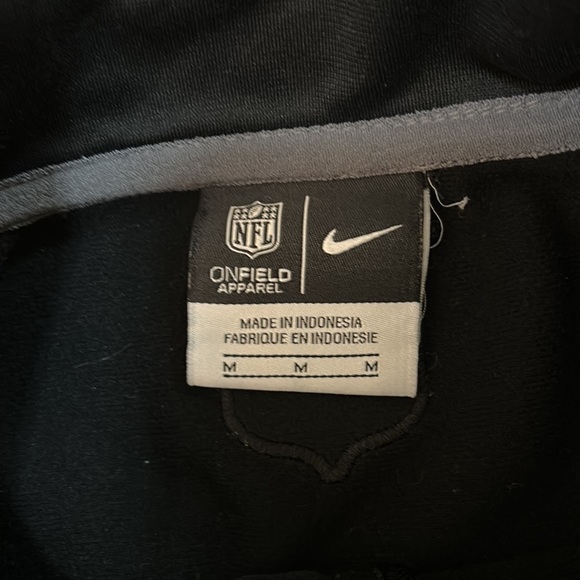 NFL
ONFIELD
APPAREL
MADE IN INDONESIA
FABRIQUE EN INDONESIE
M M M